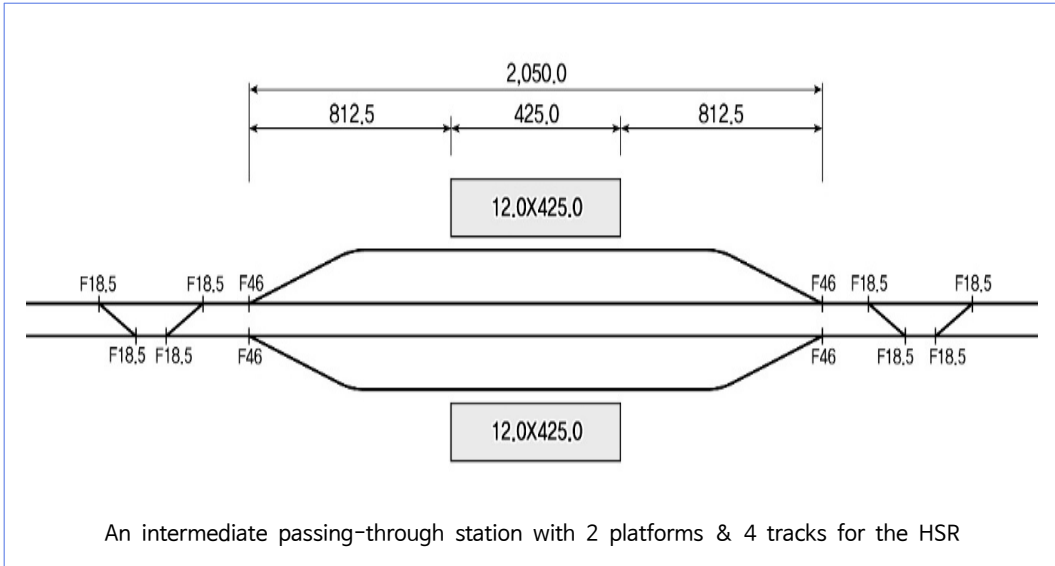 2,050.0
812.5 425.0 812.5
12.0X425.0
F18.5 F18.5 F46 F46 F18.5 F18.5
F18.5 F18.5 F46 F46 F18.5 F18.5
12.0X425.0
An intermediate passing-through station with 2 platforms & 4 tracks for the HSR